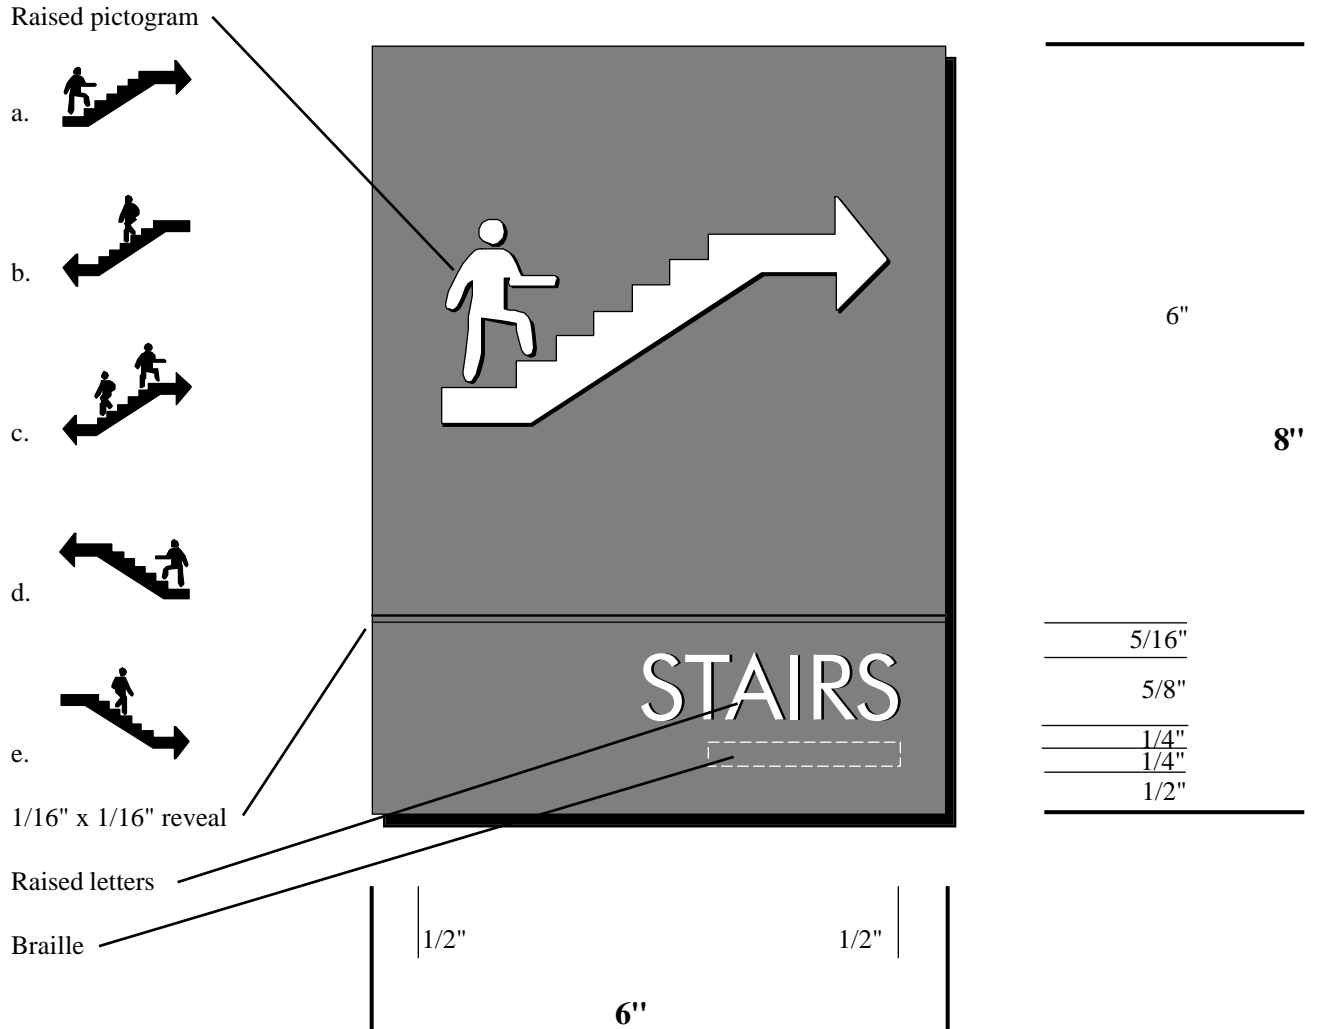 Raised pictogram
a.
b.
c.
d.
e.
1/16" x 1/16" reveal
Raised letters
Braille
STAIRS
6"
8"
5/16"
5/8"
1/4"
1/4"
1/2"
1/2"
1/2"
6"